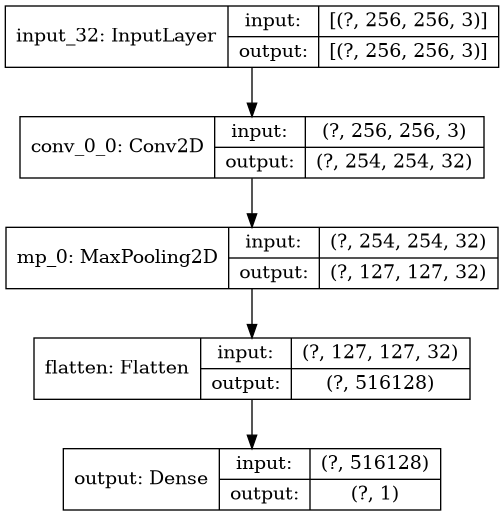 input_32: InputLayer
input: [(?, 256, 256, 3)]
output: [(?, 256, 256, 3)]
conv_0_0: Conv2D
input: (?, 256, 256, 3)
output: (?, 254, 254, 32)
mp_0: MaxPooling2D
input: (?, 254, 254, 32)
output: (?, 127, 127, 32)
flatten: Flatten
input: (?, 127, 127, 32)
output: (?, 516128)
output: Dense
input: (?, 516128)
output: (?, 1)